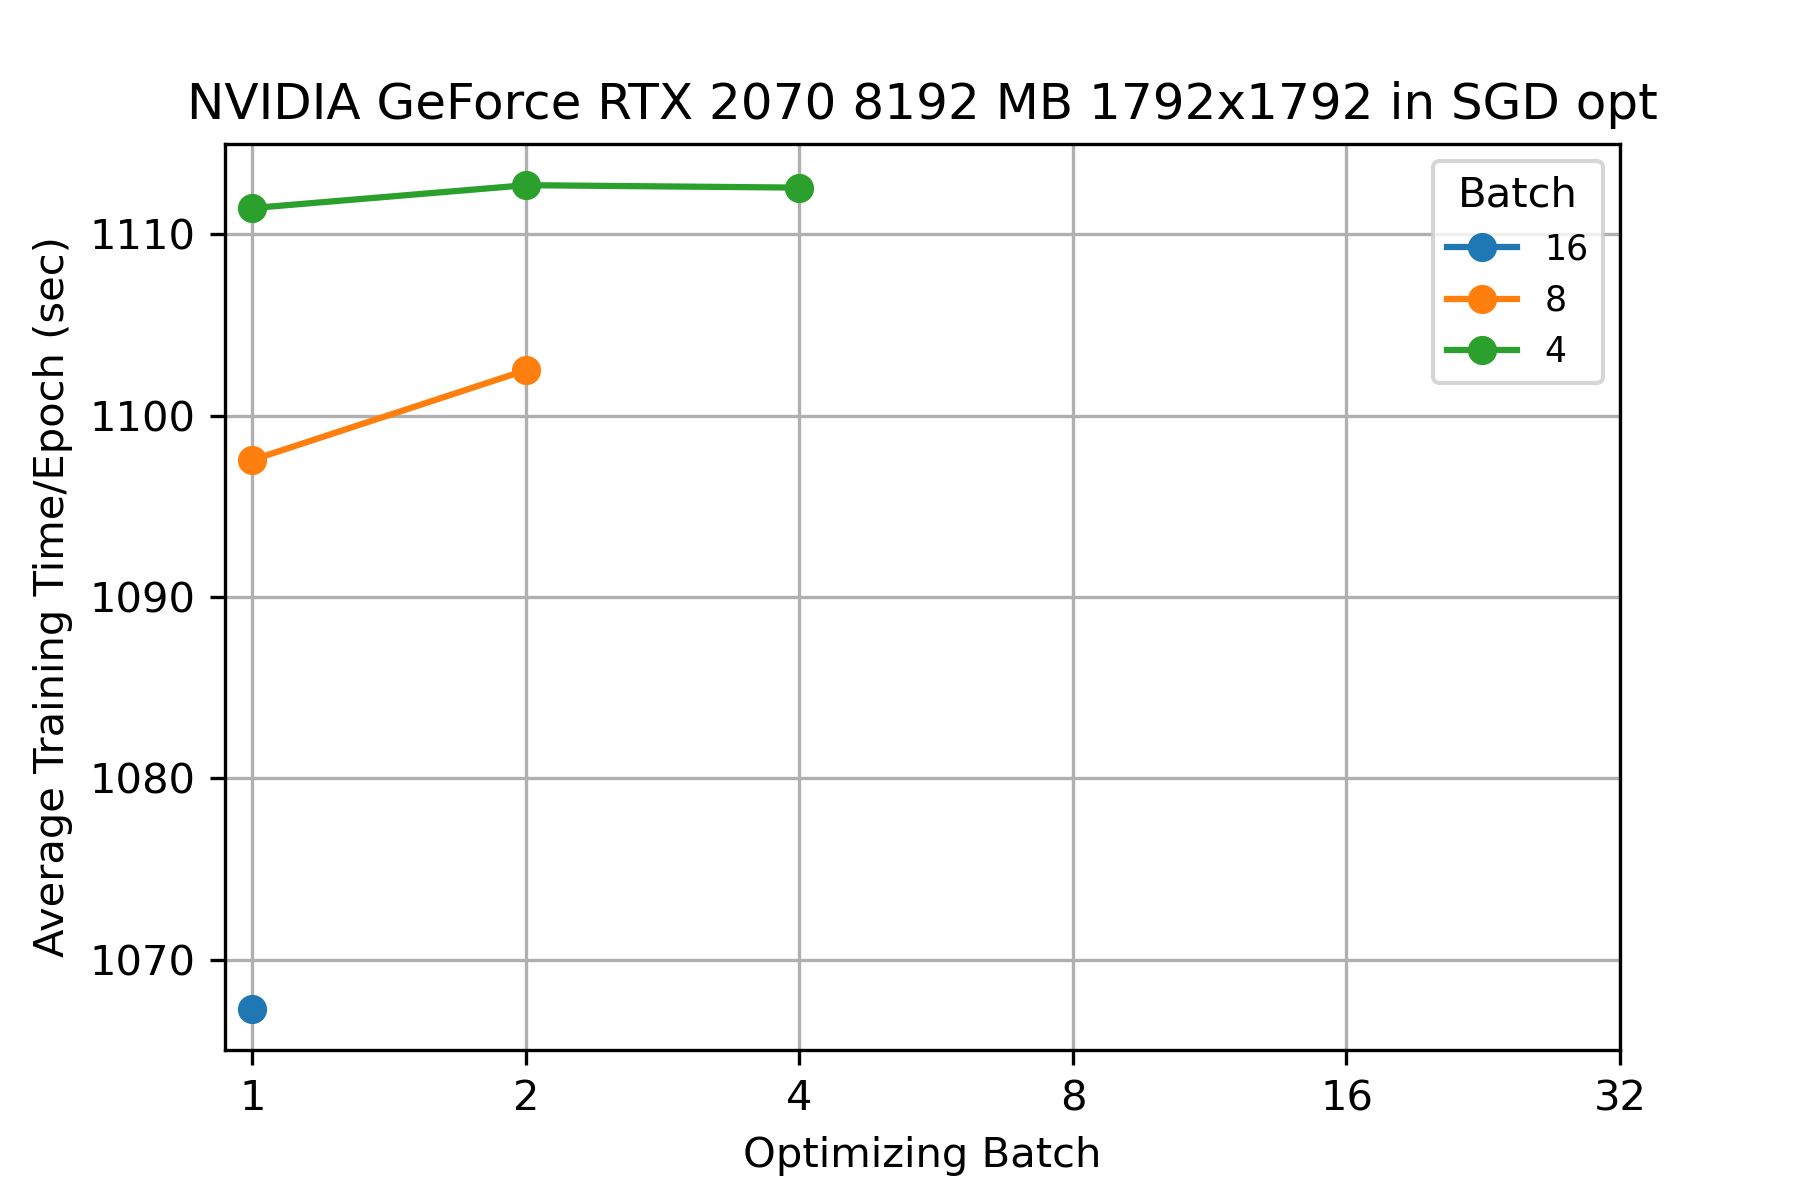 NVIDIA GeForce RTX 2070 8192 MB 1792x1792 in SGD opt
Average Training Time/Epoch (sec)
1110
1100
1090
1080
1070
Batch
16
8
4
1 2 4 8 16 32
Optimizing Batch